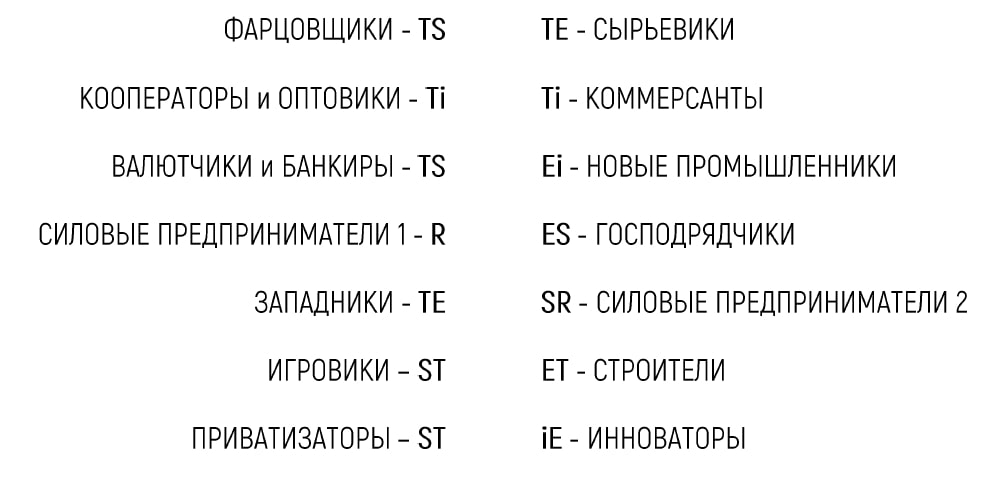 ФАРЦОВЩИКИ - TS
КООПЕРАТОРЫ и ОПТОВИКИ - Ti
ВАЛЮТЧИКИ и БАНКИРЫ - TS
СИЛОВЫЕ ПРЕДПРИНИМАТЕЛИ 1 - R
ЗАПАДНИКИ - TE
ИГРОВИКИ – ST
ПРИВАТИЗАТОРЫ – ST
TE - СЫРЬЕВИКИ
Ti - КОММЕРСАНТЫ
Ei - НОВЫЕ ПРОМЫШЛЕННИКИ
ES - ГОСПОДРЯДЧИКИ
SR - СИЛОВЫЕ ПРЕДПРИНИМАТЕЛИ 2
ET - СТРОИТЕЛИ
iE - ИННОВАТОРЫ